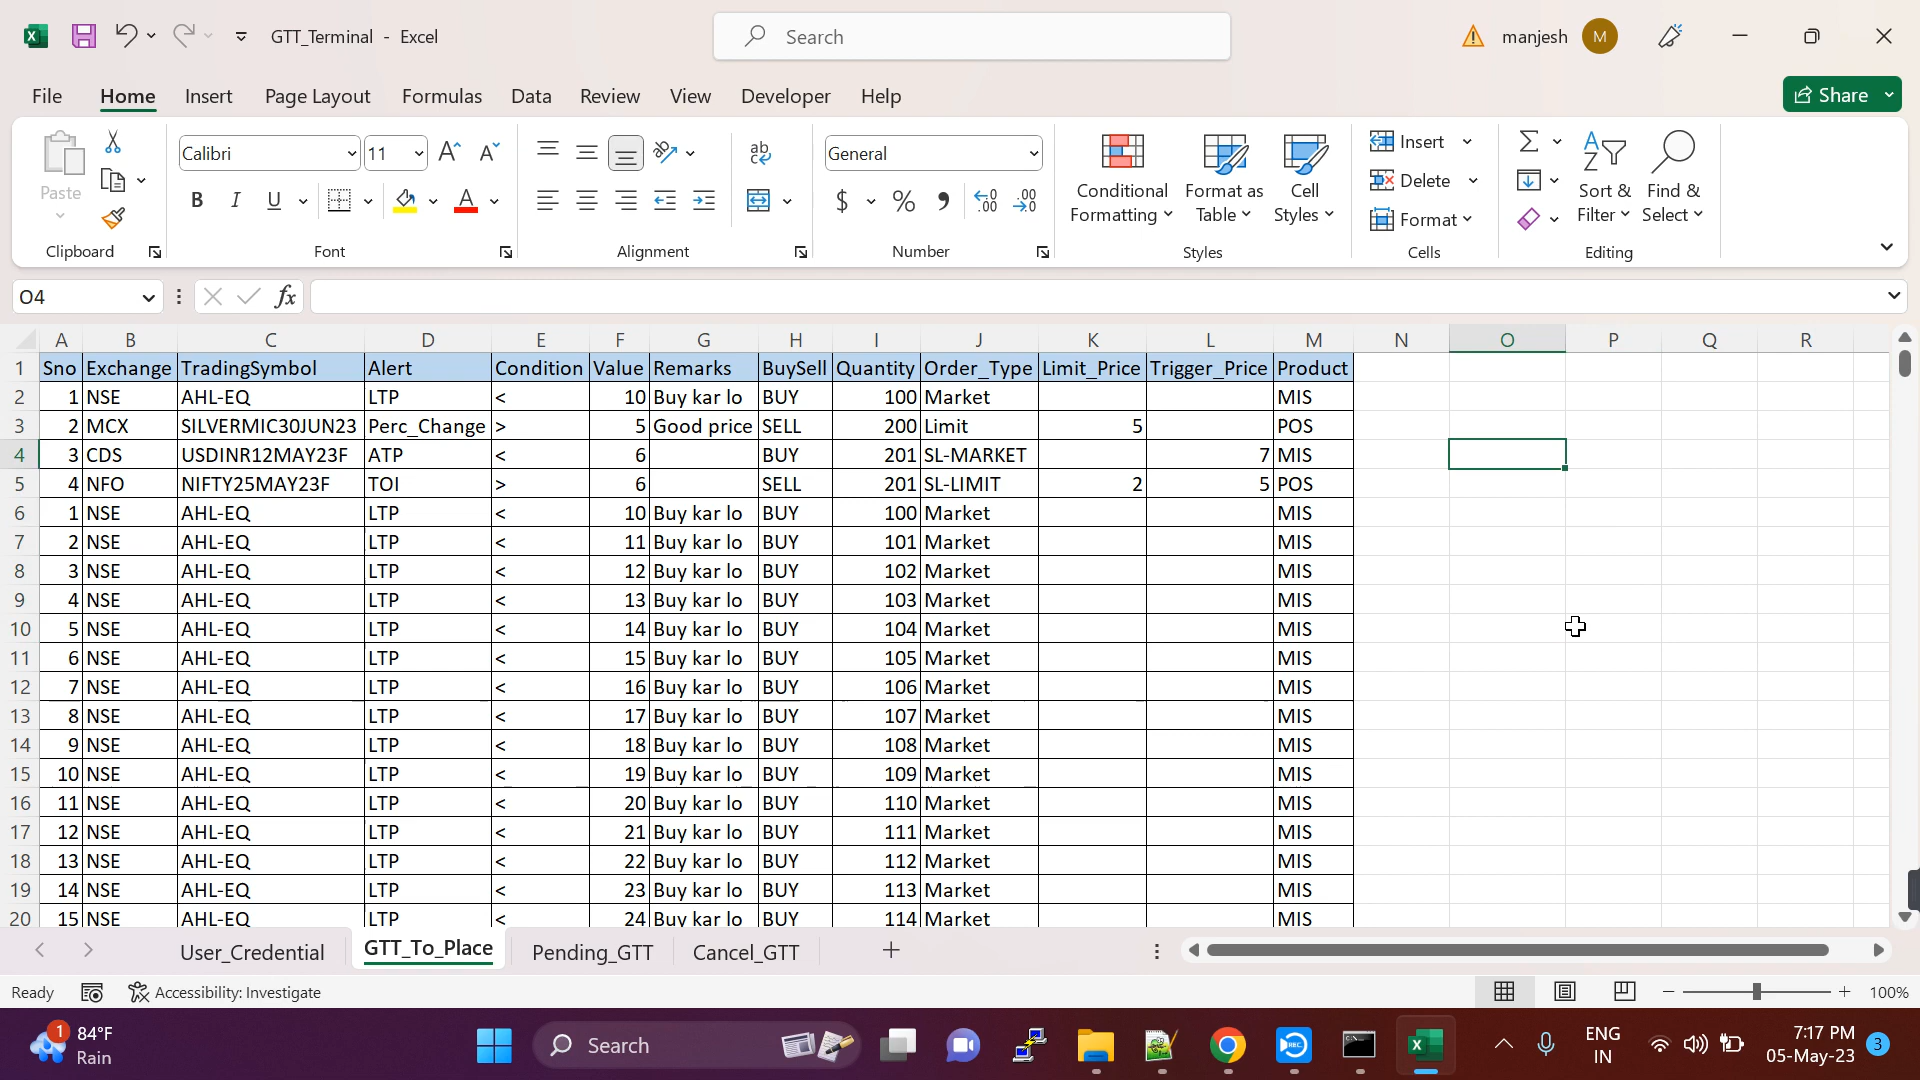 GTT_Terminal - Excel
Search
manjesh
M
File Home Insert Page Layout Formulas Data Review View Developer Help
Share
Paste
Calibri
11
ab
General
Conditional Formatting
Format as Table
Cell Styles
Insert
Delete
Format
Sort & Filter
Find & Select
B I U
$ % 9
Clipboard Font Alignment Number Styles Cells Editing
O4
fx
A B C D E F G H I J K L M N O P Q R
1 Sno Exchange TradingSymbol Alert Condition Value Remarks BuySell Quantity Order_Type Limit_Price Trigger_Price Product
2 1 NSE AHL-EQ LTP < 10 Buy kar lo BUY 100 Market MIS
3 2 MCX SILVERMIC30JUN23 Perc_Change > 5 Good price SELL 200 Limit 5 POS
4 3 CDS USDINR12MAY23F ATP < 6 BUY 201 SL-MARKET 7 MIS
5 4 NFO NIFTY25MAY23F TOI > 6 SELL 201 SL-LIMIT 2 5 POS
6 1 NSE AHL-EQ LTP < 10 Buy kar lo BUY 100 Market MIS
7 2 NSE AHL-EQ LTP < 11 Buy kar lo BUY 101 Market MIS
8 3 NSE AHL-EQ LTP < 12 Buy kar lo BUY 102 Market MIS
9 4 NSE AHL-EQ LTP < 13 Buy kar lo BUY 103 Market MIS
10 5 NSE AHL-EQ LTP < 14 Buy kar lo BUY 104 Market MIS
11 6 NSE AHL-EQ LTP < 15 Buy kar lo BUY 105 Market MIS
12 7 NSE AHL-EQ LTP < 16 Buy kar lo BUY 106 Market MIS
13 8 NSE AHL-EQ LTP < 17 Buy kar lo BUY 107 Market MIS
14 9 NSE AHL-EQ LTP < 18 Buy kar lo BUY 108 Market MIS
15 10 NSE AHL-EQ LTP < 19 Buy kar lo BUY 109 Market MIS
16 11 NSE AHL-EQ LTP < 20 Buy kar lo BUY 110 Market MIS
17 12 NSE AHL-EQ LTP < 21 Buy kar lo BUY 111 Market MIS
18 13 NSE AHL-EQ LTP < 22 Buy kar lo BUY 112 Market MIS
19 14 NSE AHL-EQ LTP < 23 Buy kar lo BUY 113 Market MIS
20 15 NSE AHL-EQ LTP < 24 Buy kar lo BUY 114 Market MIS
User_Credential GTT_To_Place Pending_GTT Cancel_GTT
Ready
Accessibility: Investigate
100%
1
84°F
Rain
Search
ENG
IN
7:17 PM
05-May-23
3